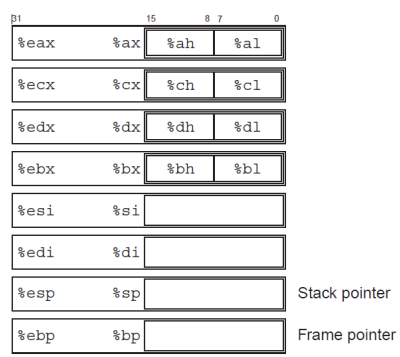 31 15 8 7 0
%eax %ax %ah %al
%ecx %cx %ch %cl
%edx %dx %dh %dl
%ebx %bx %bh %bl
%esi %si
%edi %di
%esp %sp Stack pointer
%ebp %bp Frame pointer